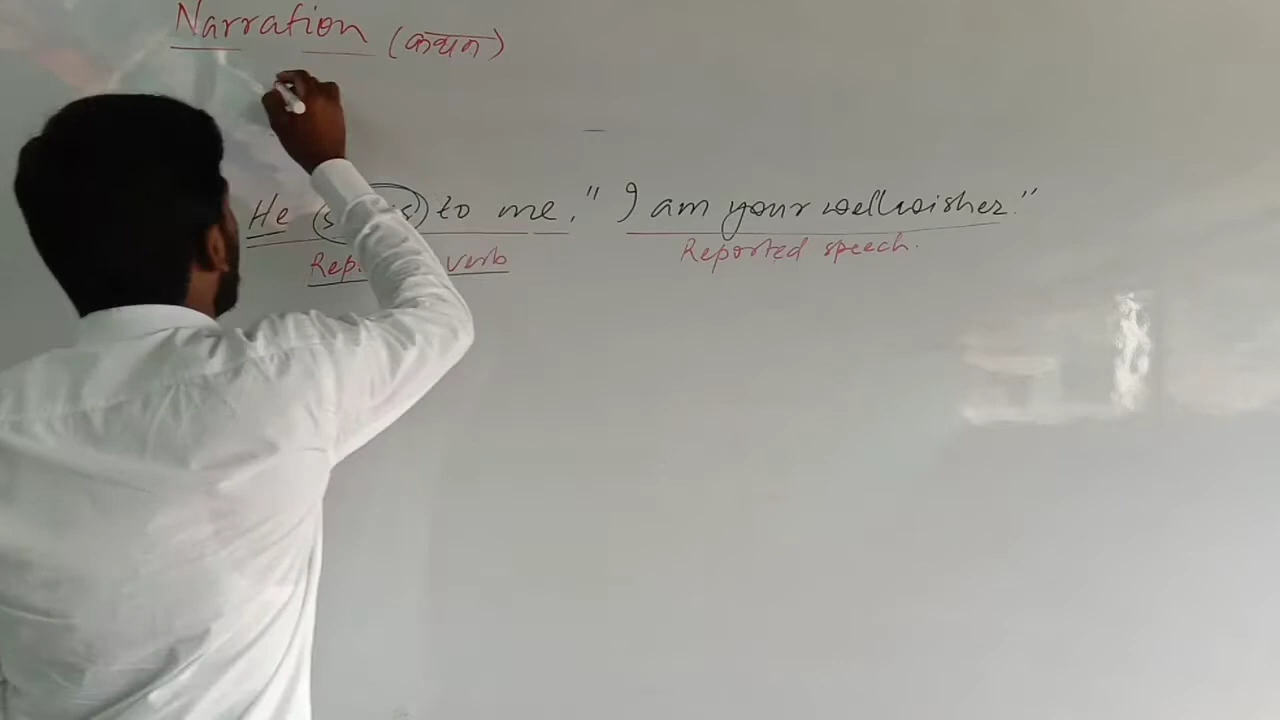 Narration (कथन)
He to me," I am your wellwisher."
verb Reported speech.